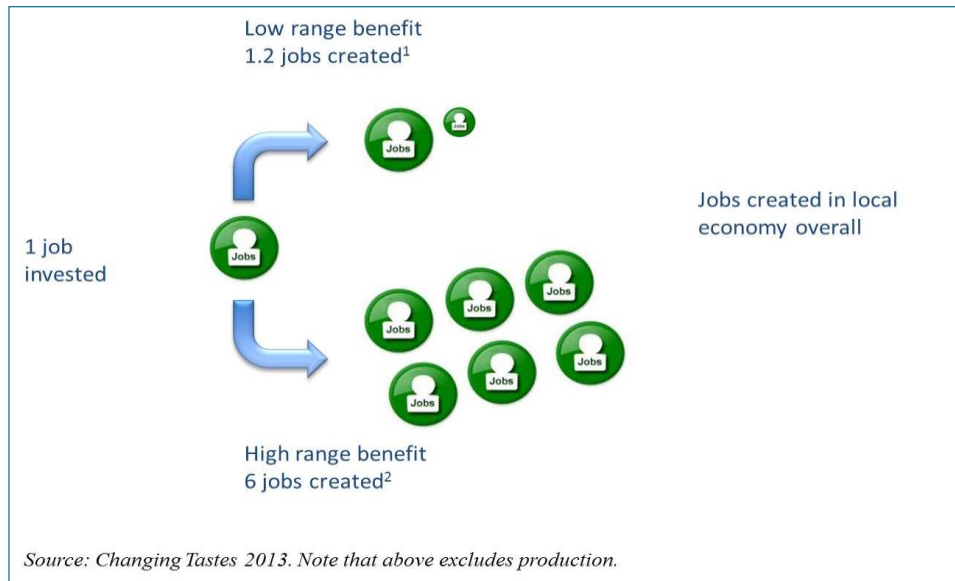 Low range benefit
1.2 jobs created¹
Jobs
Jobs
Jobs created in local
economy overall
1 job
invested
Jobs
Jobs
Jobs
Jobs
Jobs
Jobs
Jobs
High range benefit
6 jobs created²
Source: Changing Tastes 2013. Note that above excludes production.